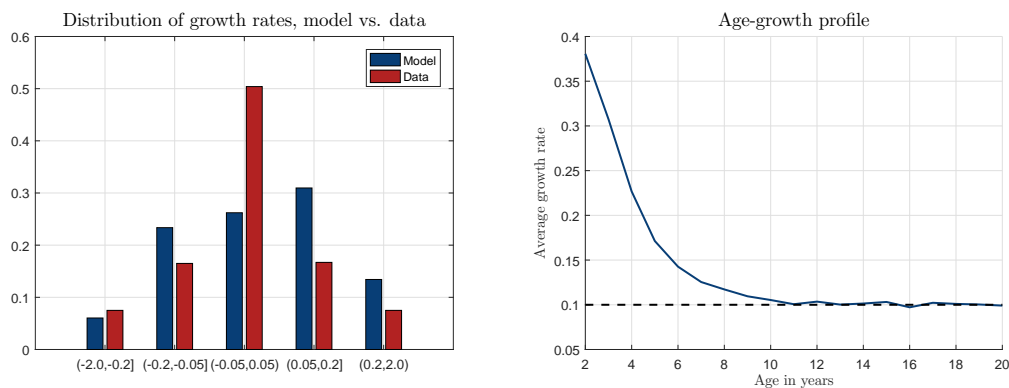 Distribution of growth rates, model vs. data
0.6
0.5
0.4
0.3
0.2
0.1
0
Model
Data
(-2.0,-0.2] (-0.2,-0.05] (-0.05,0.05) (0.05,0.2] (0.2,2.0)
Age-growth profile
Average growth rate
0.4
0.35
0.3
0.25
0.2
0.15
0.1
0.05
2 4 6 8 10 12 14 16 18 20
Age in years